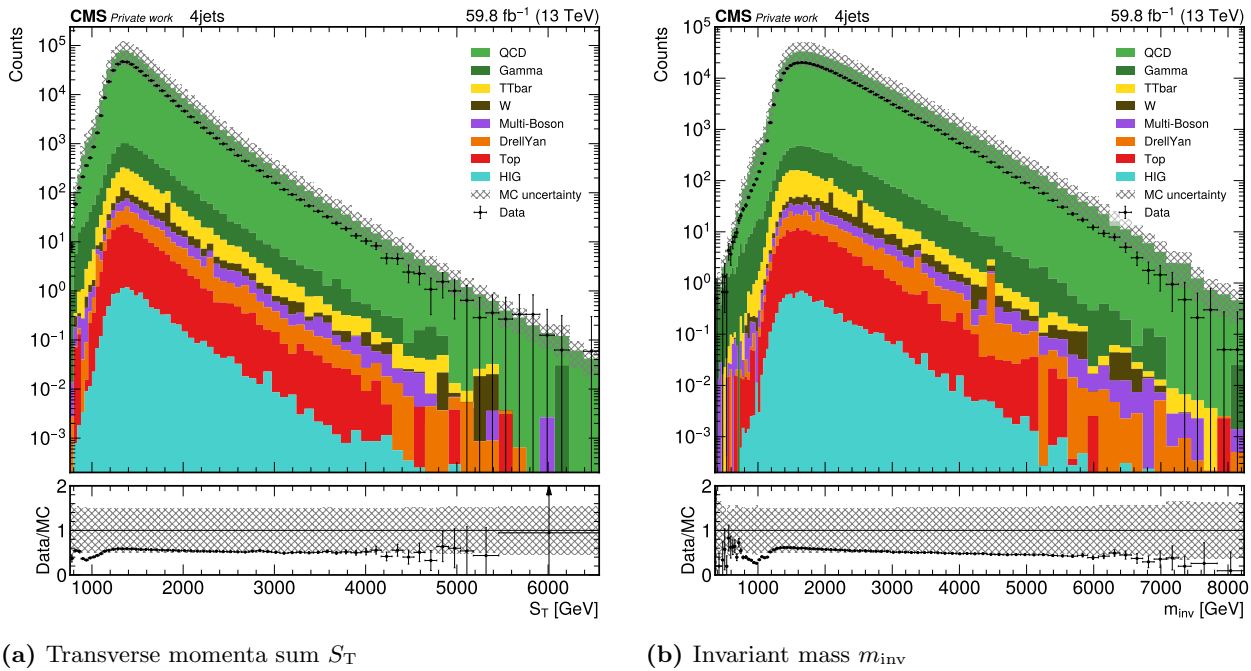 CMS Private work 4jets 59.8 fb⁻¹ (13 TeV)
Counts
10⁵
10⁴
10³
10²
10¹
10⁰
10⁻¹
10⁻²
10⁻³
QCD
Gamma
TTbar
W
Multi-Boson
DrellYan
Top
HIG
MC uncertainty
Data
Data/MC
2
1
0
1000 2000 3000 4000 5000 6000
S_T [GeV]
(a) Transverse momenta sum S_T
CMS Private work 4jets 59.8 fb⁻¹ (13 TeV)
Counts
10⁵
10⁴
10³
10²
10¹
10⁰
10⁻¹
10⁻²
10⁻³
QCD
Gamma
TTbar
W
Multi-Boson
DrellYan
Top
HIG
MC uncertainty
Data
Data/MC
2
1
0
1000 2000 3000 4000 5000 6000 7000 8000
m_inv [GeV]
(b) Invariant mass m_inv